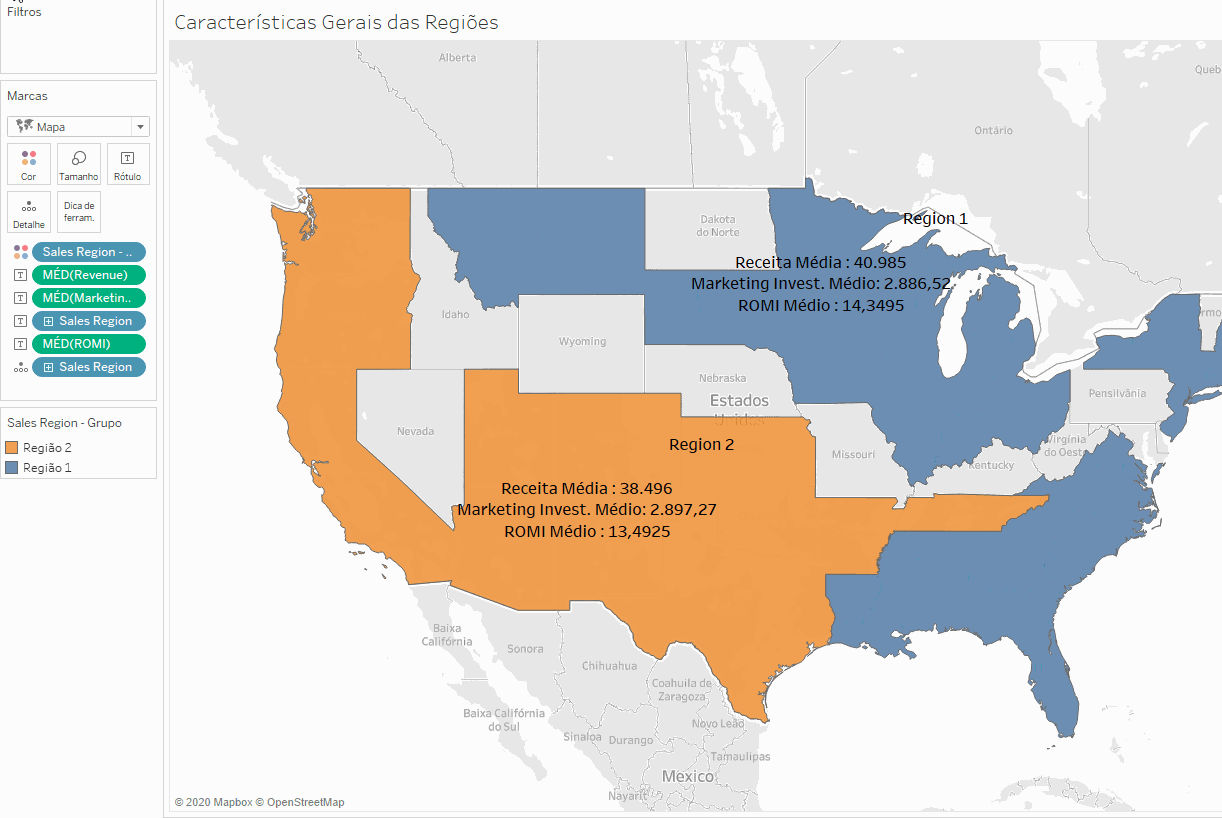 Filtros
Marcas
Mapa
Cor
Tamanho
Rótulo
Detalhe
Dica de
ferram.
Sales Region - ..
MÉD(Revenue)
MÉD(Marketin..
Sales Region
MÉD(ROMI)
Sales Region
Sales Region - Grupo
Região 2
Região 1
Características Gerais das Regiões
Alberta
Queb
Ontário
Dakota
do Norte
Region 1
Receita Média : 40.985
Marketing Invest. Médio: 2.886,52
ROMI Médio : 14,3495
Idaho
Wyoming
rmo
Nebraska
Estados
Unidos
Pensilvânia
Nevada
Region 2
Missouri
Virgínia
do Oeste
Kentucky
Receita Média : 38.496
Marketing Invest. Médio: 2.897,27
ROMI Médio : 13,4925
Baixa
Califórnia
Sonora
Chihuahua
Coahuila de
Zaragoza
Baixa Califórnia
do Sul
Novo Leão
Sinaloa
Durango
Tamaulipas
Mexico
Nayarit
© 2020 Mapbox © OpenStreetMap